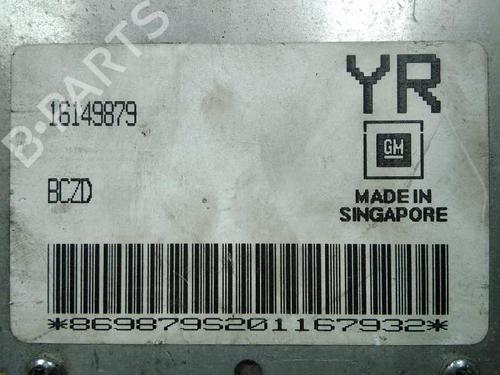 16149879
YR
GM
BCZD
MADE IN
SINGAPORE
*869879S201167932*
B-PARTS